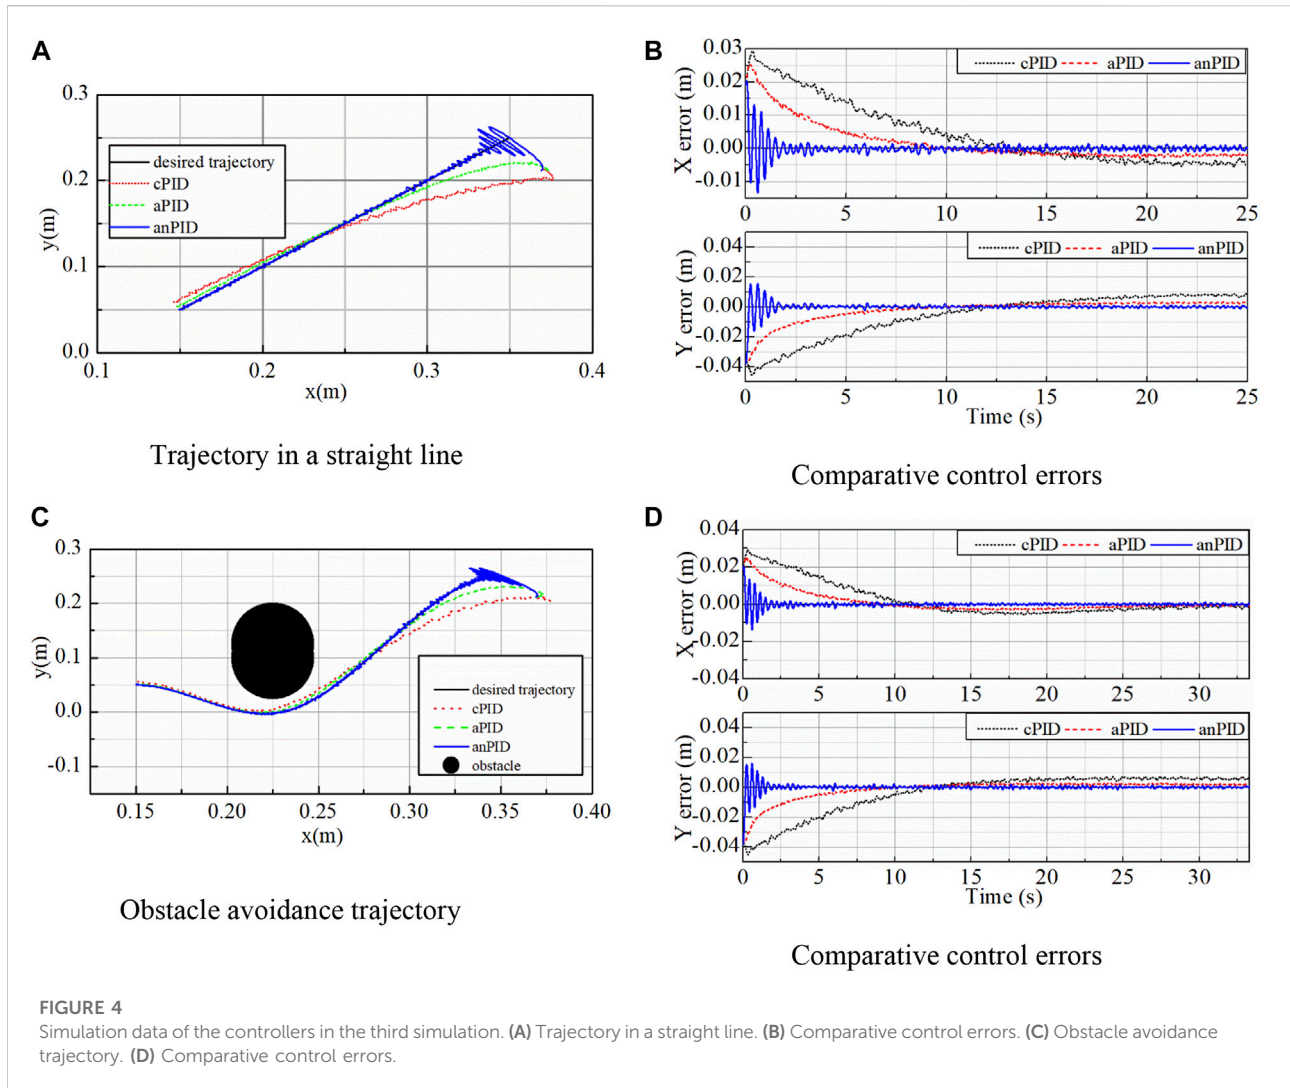 A
0.3
0.2
0.1
0.0
y(m)
desired trajectory
cPID
aPID
anPID
0.1
0.2
0.3
0.4
x(m)
Trajectory in a straight line
B
0.03
0.02
0.01
0.00
-0.01
X error (m)
cPID
aPID
anPID
0
5
10
15
20
25
0.04
0.02
0.00
-0.02
-0.04
Y error (m)
cPID
aPID
anPID
0
5
10
15
20
25
Time (s)
Comparative control errors
C
0.3
0.2
0.1
0.0
-0.1
y(m)
desired trajectory
cPID
aPID
anPID
obstacle
0.15
0.20
0.25
0.30
0.35
0.40
x(m)
Obstacle avoidance trajectory
D
0.04
0.02
0.00
-0.02
-0.04
X error (m)
cPID
aPID
anPID
0
5
10
15
20
25
30
0.04
0.02
0.00
-0.02
-0.04
Y error (m)
cPID
aPID
anPID
0
5
10
15
20
25
30
Time (s)
Comparative control errors
FIGURE 4
Simulation data of the controllers in the third simulation. (A) Trajectory in a straight line. (B) Comparative control errors. (C) Obstacle avoidance
trajectory. (D) Comparative control errors.